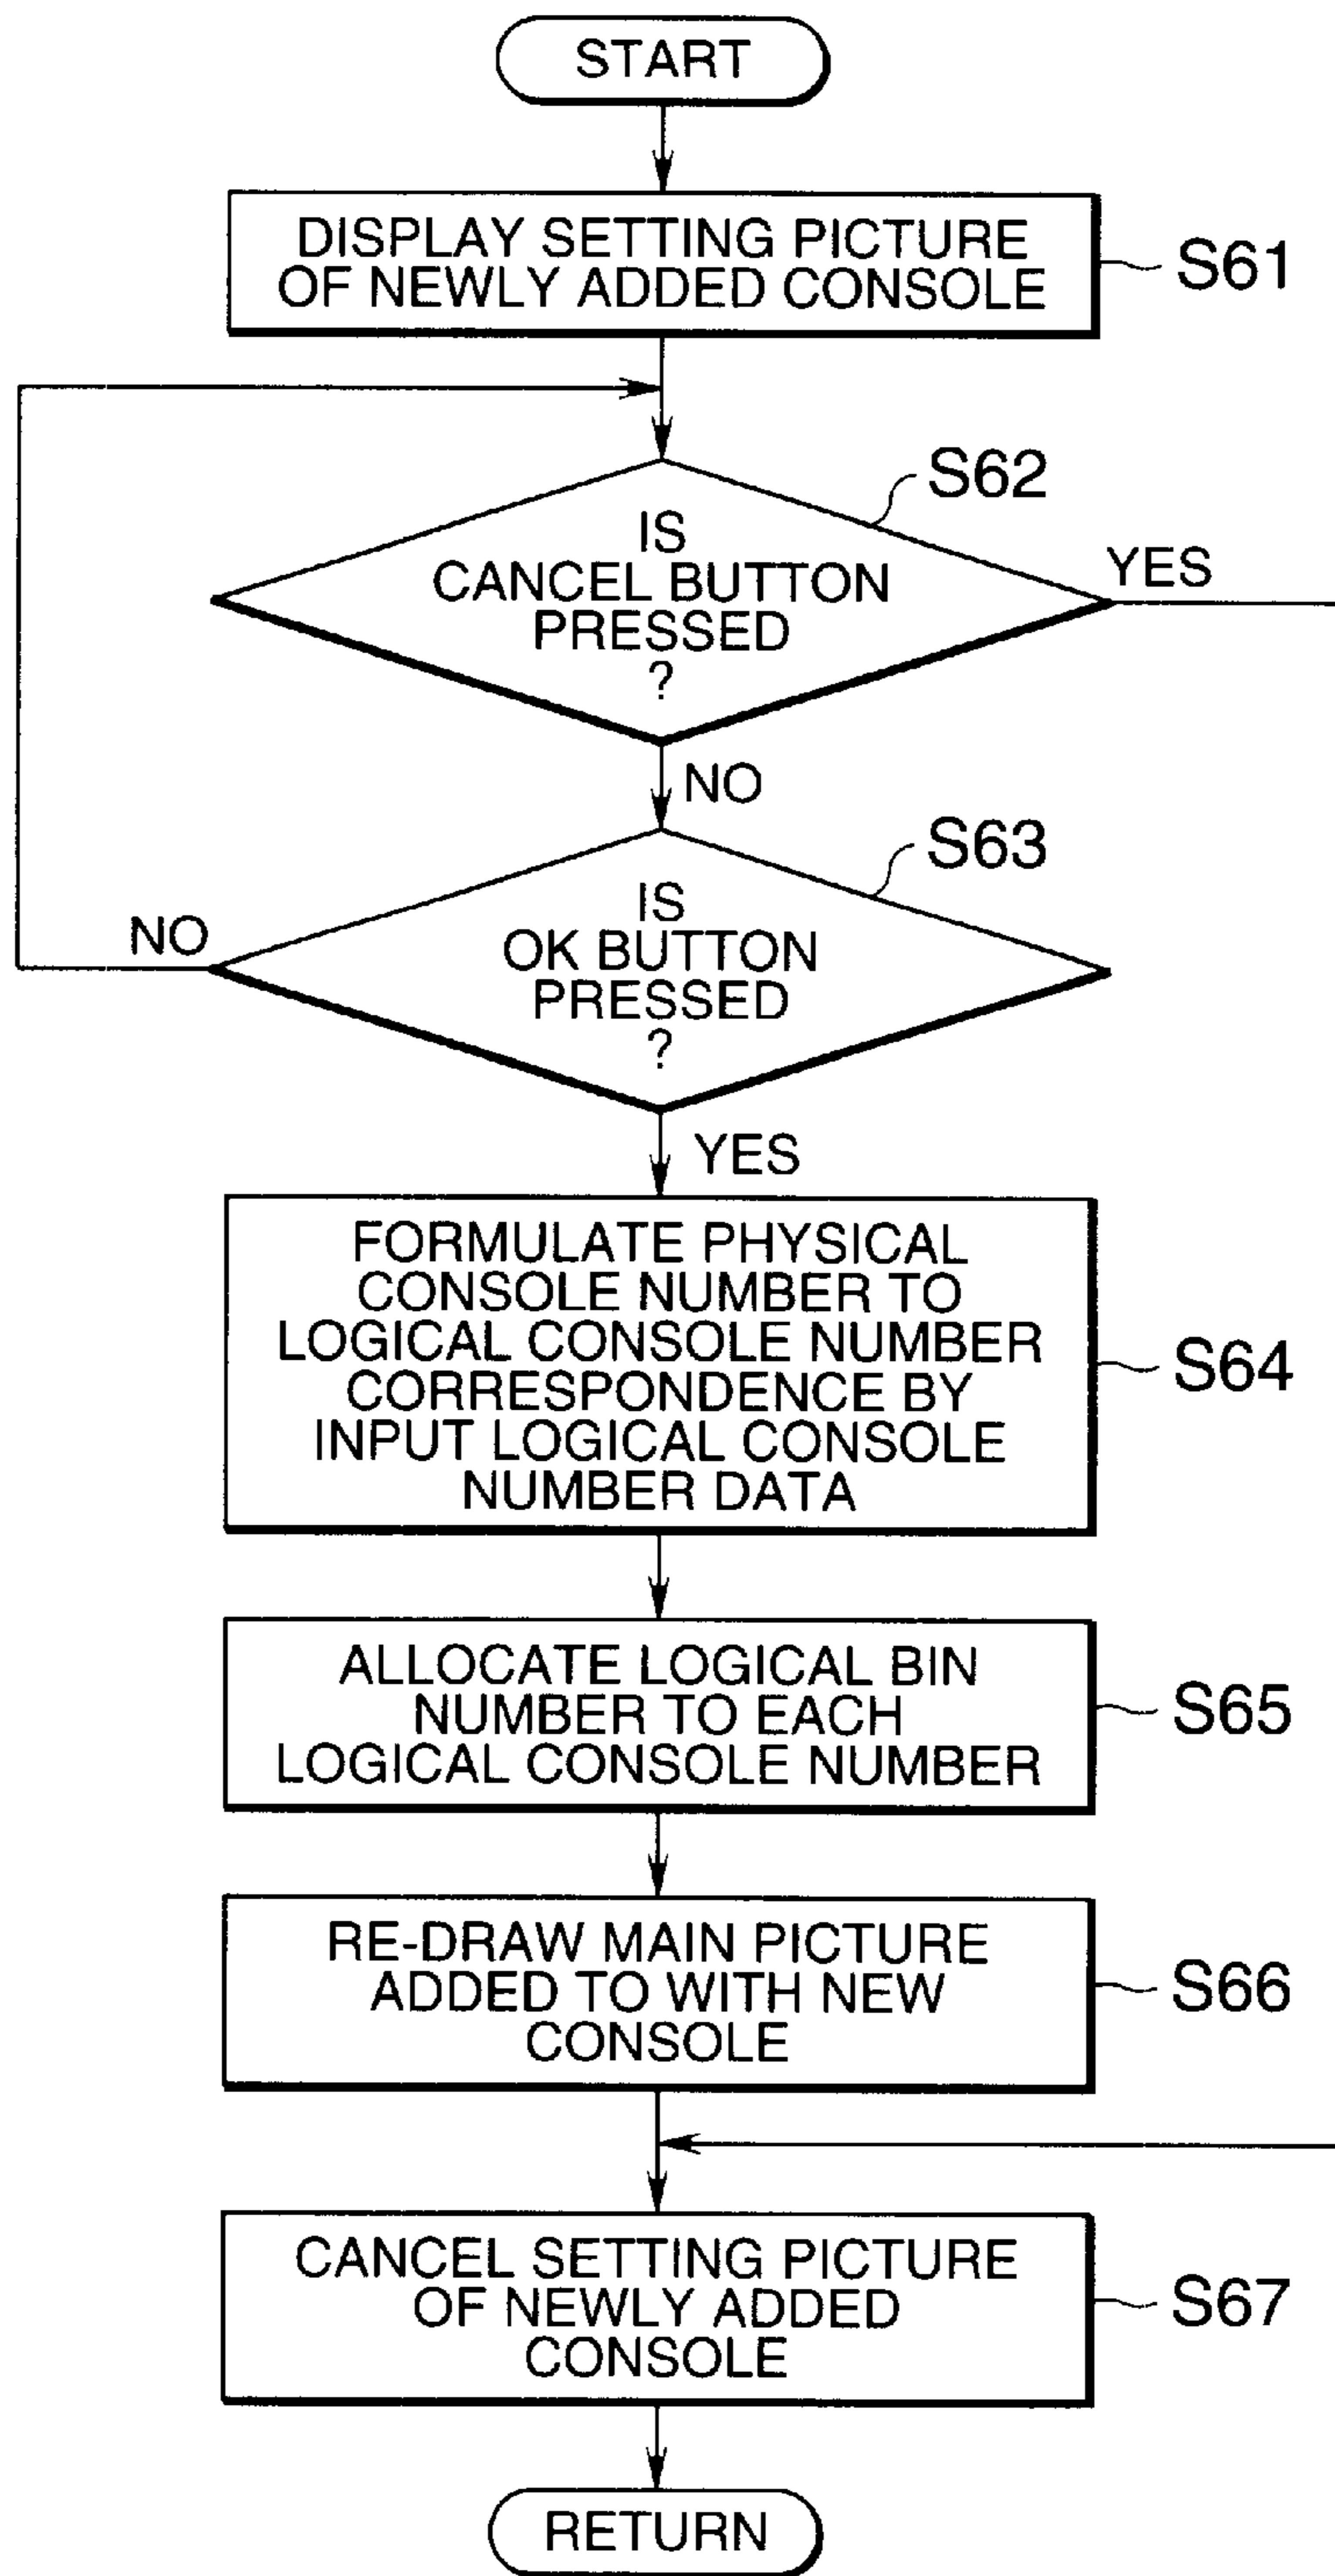 START
DISPLAY SETTING PICTURE
OF NEWLY ADDED CONSOLE
S61
S62
IS
CANCEL BUTTON
PRESSED
?
YES
NO
S63
IS
OK BUTTON
PRESSED
?
NO
YES
FORMULATE PHYSICAL
CONSOLE NUMBER TO
LOGICAL CONSOLE NUMBER
CORRESPONDENCE BY
INPUT LOGICAL CONSOLE
NUMBER DATA
S64
ALLOCATE LOGICAL BIN
NUMBER TO EACH
LOGICAL CONSOLE NUMBER
S65
RE-DRAW MAIN PICTURE
ADDED TO WITH NEW
CONSOLE
S66
CANCEL SETTING PICTURE
OF NEWLY ADDED
CONSOLE
S67
RETURN